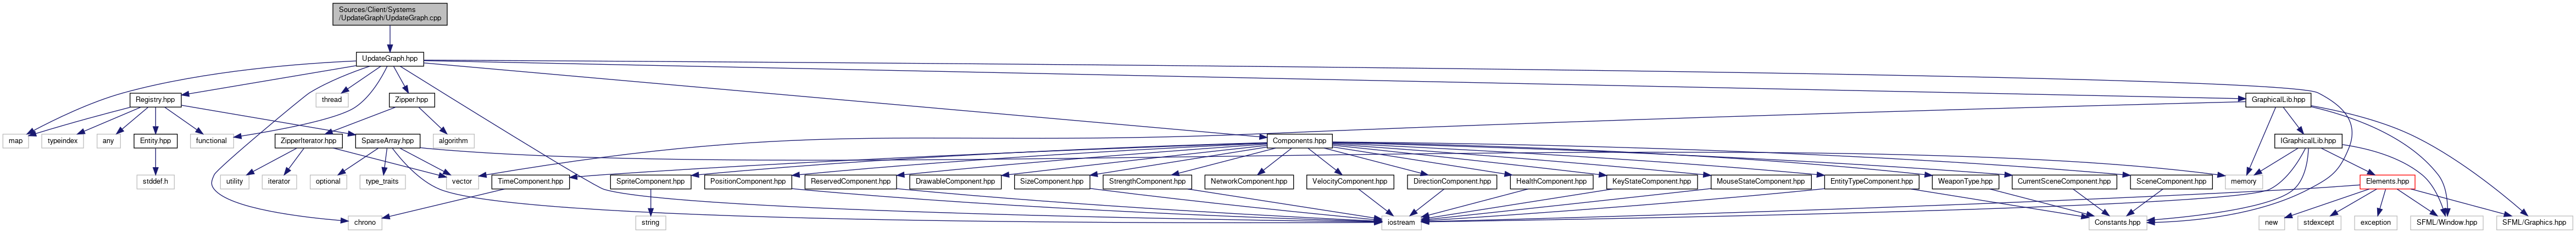 Sources/Client/Systems
/UpdateGraph/UpdateGraph.cpp
UpdateGraph.hpp
Registry.hpp
thread
Zipper.hpp
GraphicalLib.hpp
map
typeindex
any
Entity.hpp
functional
ZipperIterator.hpp
SparseArray.hpp
algorithm
Components.hpp
IGraphicalLib.hpp
stddef.h
utility
iterator
optional
type_traits
vector
TimeComponent.hpp
SpriteComponent.hpp
PositionComponent.hpp
ReservedComponent.hpp
DrawableComponent.hpp
SizeComponent.hpp
StrengthComponent.hpp
NetworkComponent.hpp
VelocityComponent.hpp
DirectionComponent.hpp
HealthComponent.hpp
KeyStateComponent.hpp
MouseStateComponent.hpp
EntityTypeComponent.hpp
WeaponType.hpp
CurrentSceneComponent.hpp
SceneComponent.hpp
memory
Elements.hpp
chrono
string
iostream
Constants.hpp
new
stdexcept
exception
SFML/Window.hpp
SFML/Graphics.hpp